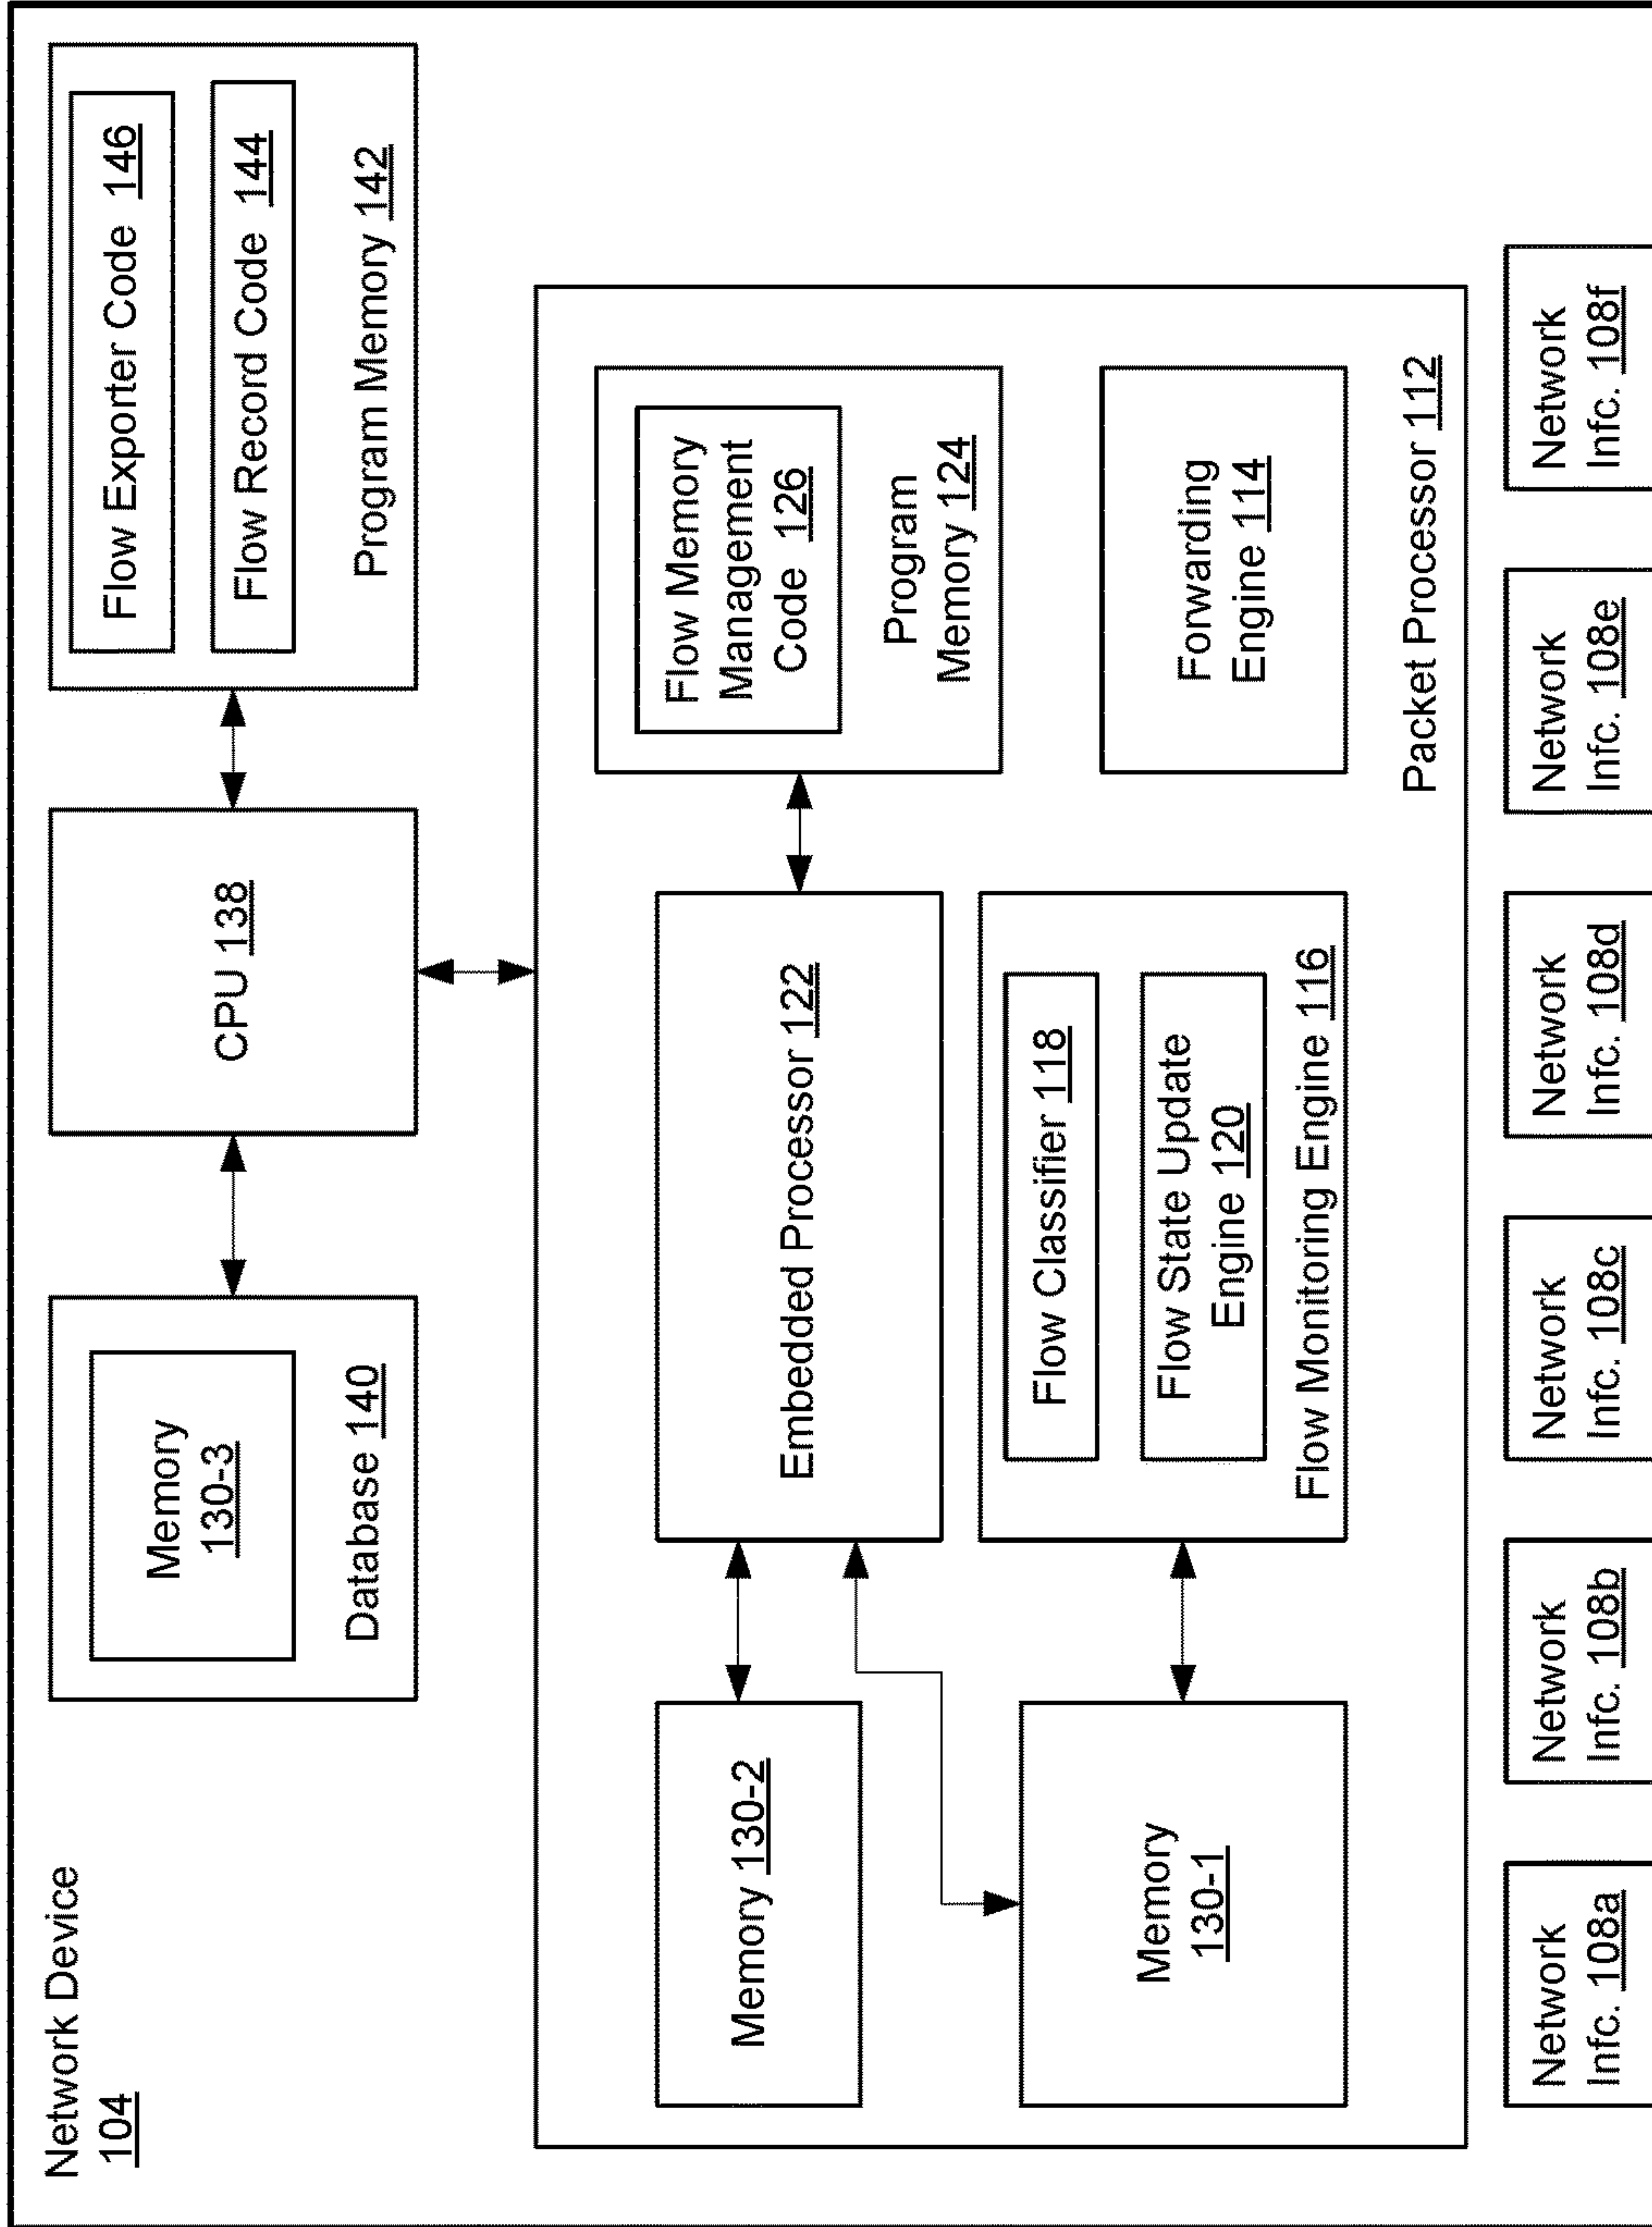 Network Device
104
Memory
130-3
Database 140
CPU 138
Flow Exporter Code 146
Flow Record Code 144
Program Memory 142
Memory 130-2
Memory
130-1
Embedded Processor 122
Flow Classifier 118
Flow State Update
Engine 120
Flow Monitoring Engine 116
Flow Memory
Management
Code 126
Program
Memory 124
Forwarding
Engine 114
Packet Processor 112
Network
Infc. 108a
Network
Infc. 108b
Network
Infc. 108c
Network
Infc. 108d
Network
Infc. 108e
Network
Infc. 108f